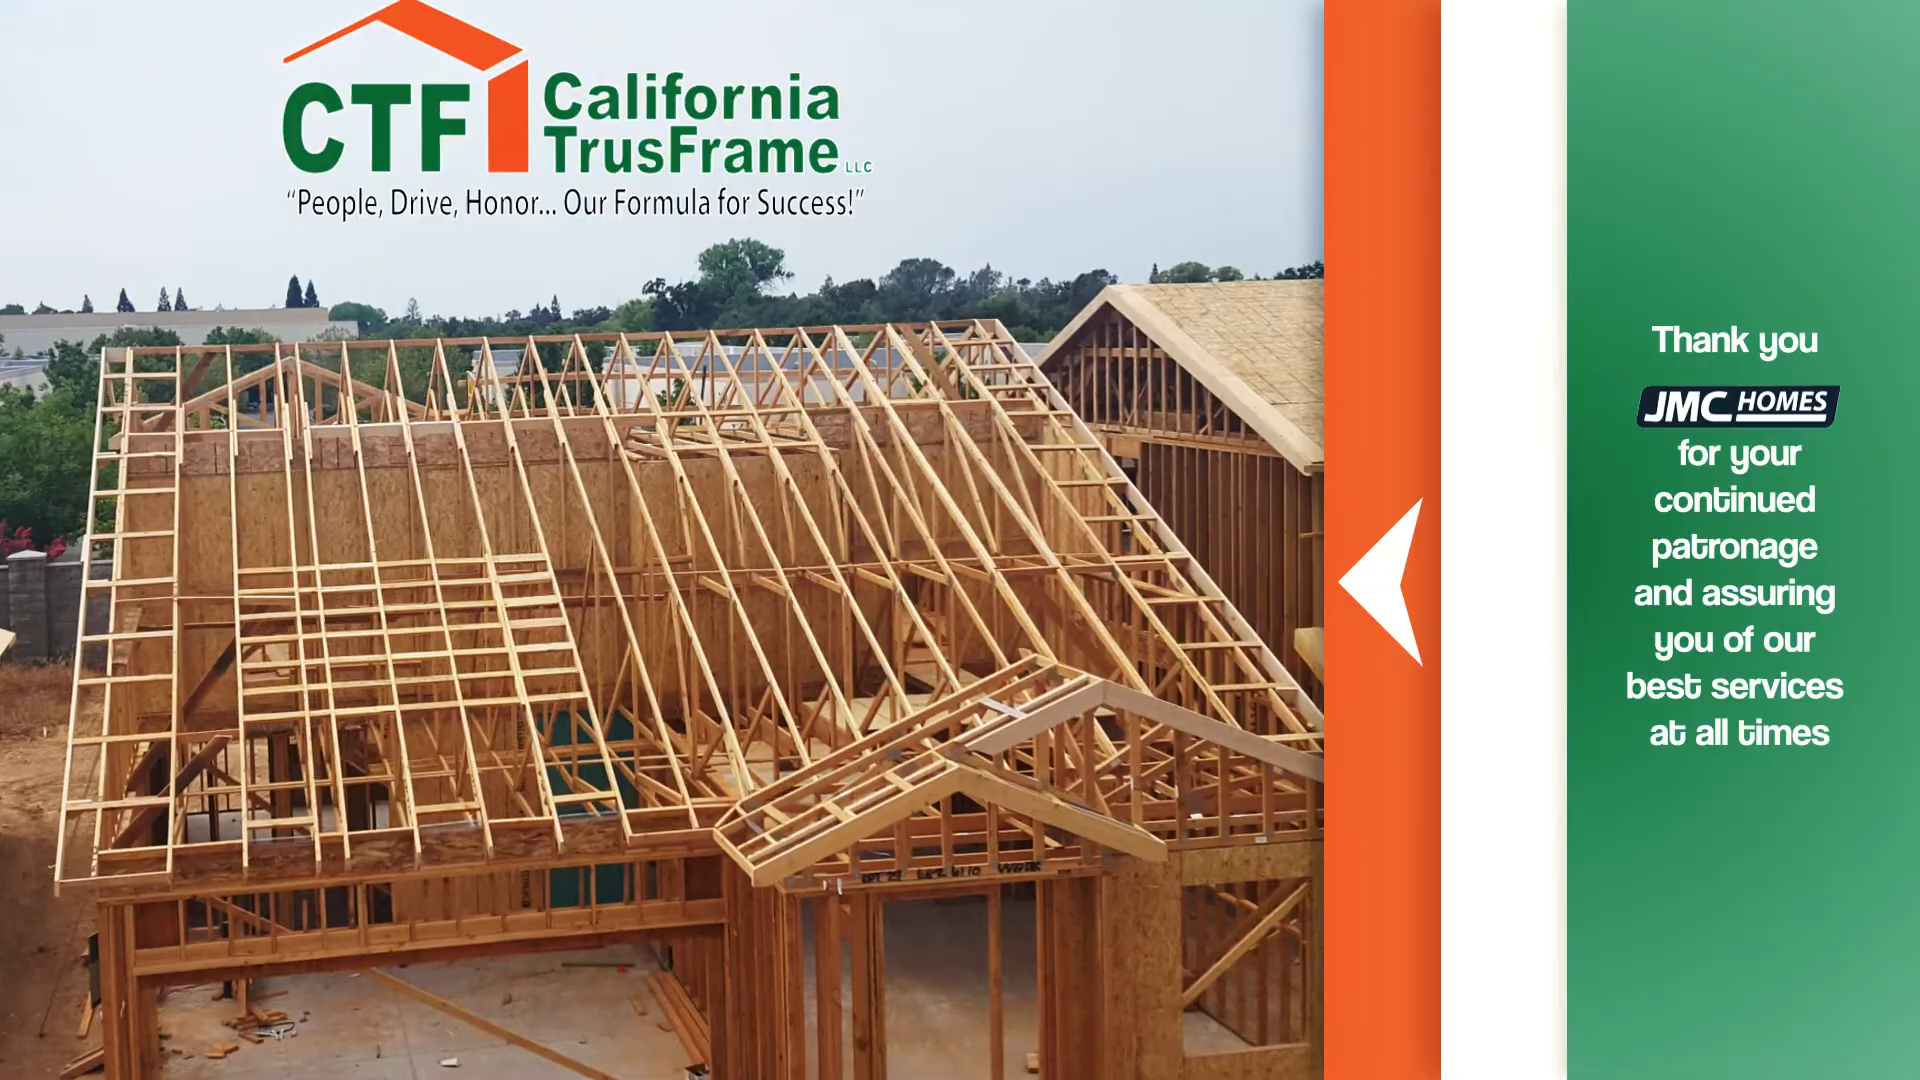 CTF
California
TrusFrame LLC
“People, Drive, Honor... Our Formula for Success!”
Thank you
JMC HOMES
for your
continued
patronage
and assuring
you of our
best services
at all times